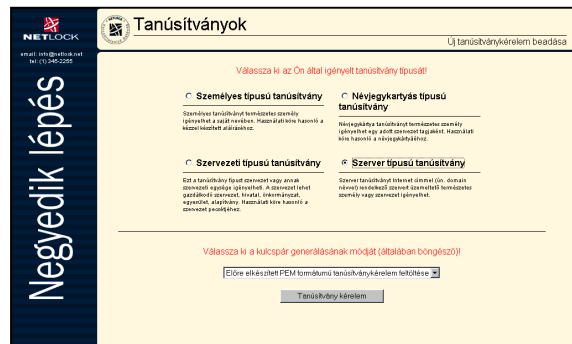 NETLOCK
email: info@netlock.net
tel: (1) 345-2255
Negyedik lépés
NETLOCK
Tanúsítványok
Új tanúsítványkérelem beadása
Válassza ki az Ön által igényelt tanúsítvány típusát!
Személyes típusú tanúsítvány
Személyes tanúsítványt természetes személy
igényelhet a saját nevében. Használati köre hasonló a
kézzel készített aláíráshoz.
Névjegykártyás típusú
tanúsítvány
Névjegykártya tanúsítványt természetes személy
igényelhet egy adott szervezet tagjaként. Használati
köre hasonló a névjegykártyáéhoz.
Szervezeti típusú tanúsítvány
Ezt a tanúsítvány típust szervezet vagy annak
szervezeti egysége igényelheti. A szervezet lehet
gazdálkodó szervezet, hivatal, önkormányzat,
egyesület, alapítvány. Használati köre hasonló a
szervezet pecsétjéhez.
Szerver típusú tanúsítvány
Szerver tanúsítványt Internet címmel (ún. domain
névvel) rendelkező szervert üzemeltető természetes
személy vagy szervezet igényelhet.
Válassza ki a kulcspár generálásának módját (általában böngésző)!
Előre elkészített PEM formátumú tanúsítványkérelem feltöltése
Tanúsítvány kérelem